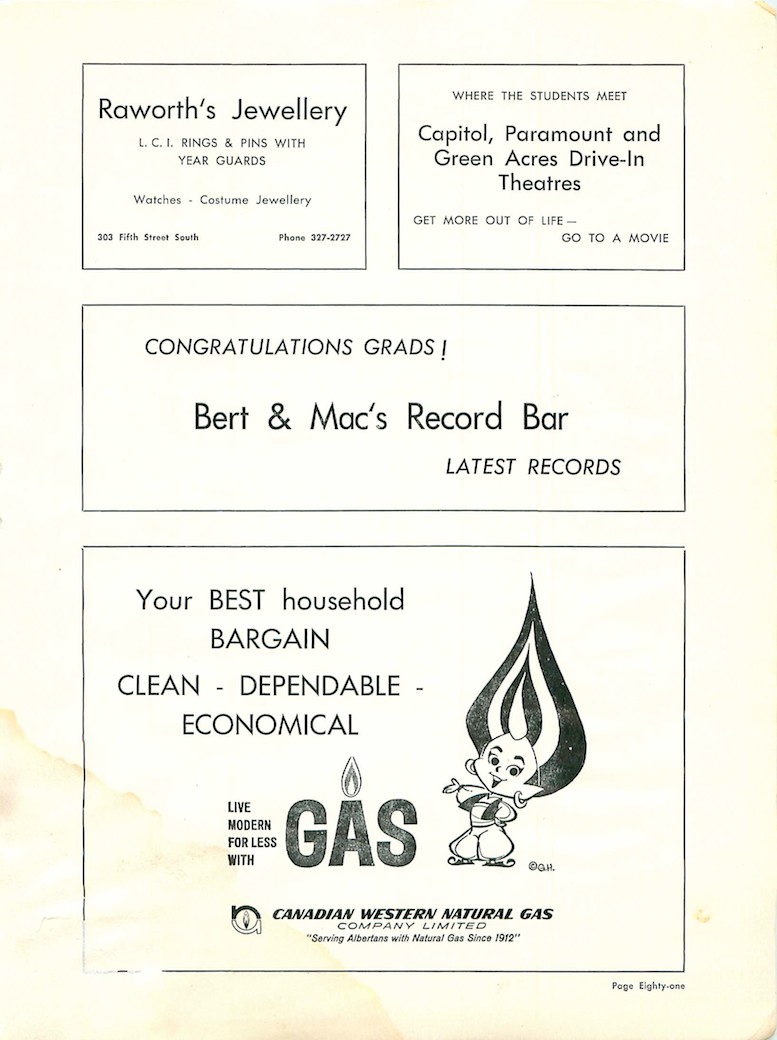 Raworth's Jewellery
L. C. I. RINGS & PINS WITH
YEAR GUARDS
Watches - Costume Jewellery
303 Fifth Street South Phone 327-2727
WHERE THE STUDENTS MEET
Capitol, Paramount and
Green Acres Drive-In
Theatres
GET MORE OUT OF LIFE —
GO TO A MOVIE
CONGRATULATIONS GRADS!
Bert & Mac's Record Bar
LATEST RECORDS
Your BEST household
BARGAIN
CLEAN - DEPENDABLE -
ECONOMICAL
LIVE
MODERN
FOR LESS
WITH
GAS
©G.H.
CANADIAN WESTERN NATURAL GAS
COMPANY LIMITED
"Serving Albertans with Natural Gas Since 1912"
Page Eighty-one